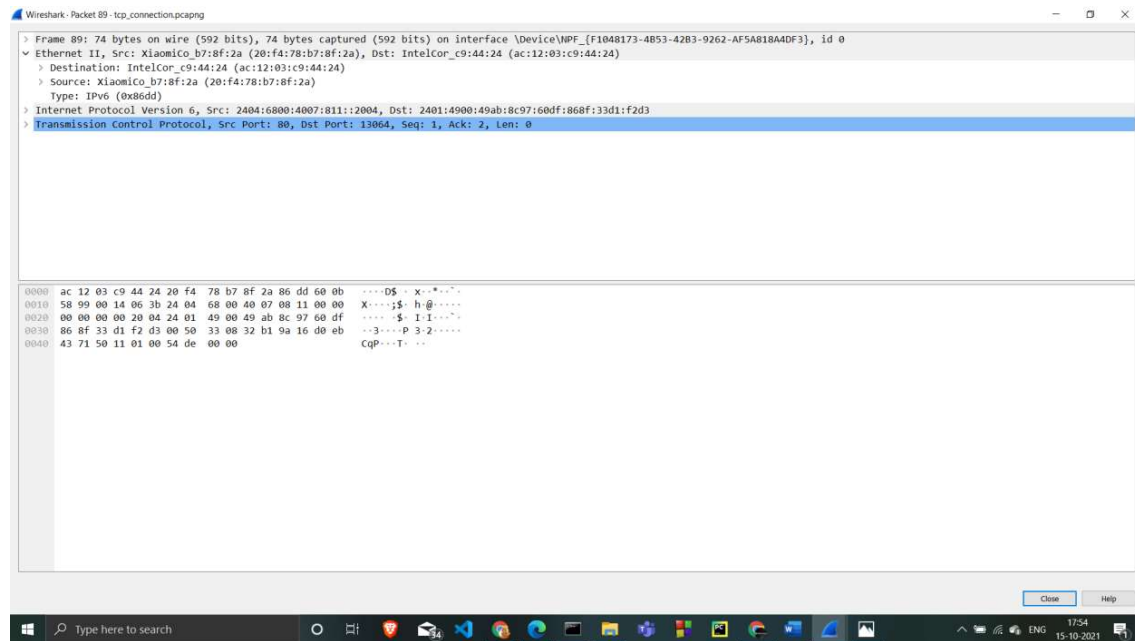 Wireshark · Packet 89 · tcp_connection.pcapng
Frame 89: 74 bytes on wire (592 bits), 74 bytes captured (592 bits) on interface \Device\NPF_{F1048173-4B53-42B3-9262-AF5A818A4DF3}, id 0
Ethernet II, Src: XiaomiCo_b7:8f:2a (20:f4:78:b7:8f:2a), Dst: IntelCor_c9:44:24 (ac:12:03:c9:44:24)
Destination: IntelCor_c9:44:24 (ac:12:03:c9:44:24)
Source: XiaomiCo_b7:8f:2a (20:f4:78:b7:8f:2a)
Type: IPv6 (0x86dd)
Internet Protocol Version 6, Src: 2404:6800:4007:811::2004, Dst: 2401:4900:49ab:8c97:60df:868f:33d1:f2d3
Transmission Control Protocol, Src Port: 80, Dst Port: 13064, Seq: 1, Ack: 2, Len: 0
0000 ac 12 03 c9 44 24 20 f4 78 b7 8f 2a 86 dd 60 0b ····D$ · x··*··`·
0010 58 99 00 14 06 3b 24 04 68 00 40 07 08 11 00 00 X····;$· h·@·····
0020 00 00 00 00 20 04 24 01 49 00 49 ab 8c 97 60 df ···· ·$· I·I···`·
0030 86 8f 33 d1 f2 d3 00 50 33 08 32 b1 9a 16 d0 eb ··3····P 3·2·····
0040 43 71 50 11 01 00 54 de 00 00 CqP···T· ··
Close Help
Type here to search
34
ENG
17:54
15-10-2021